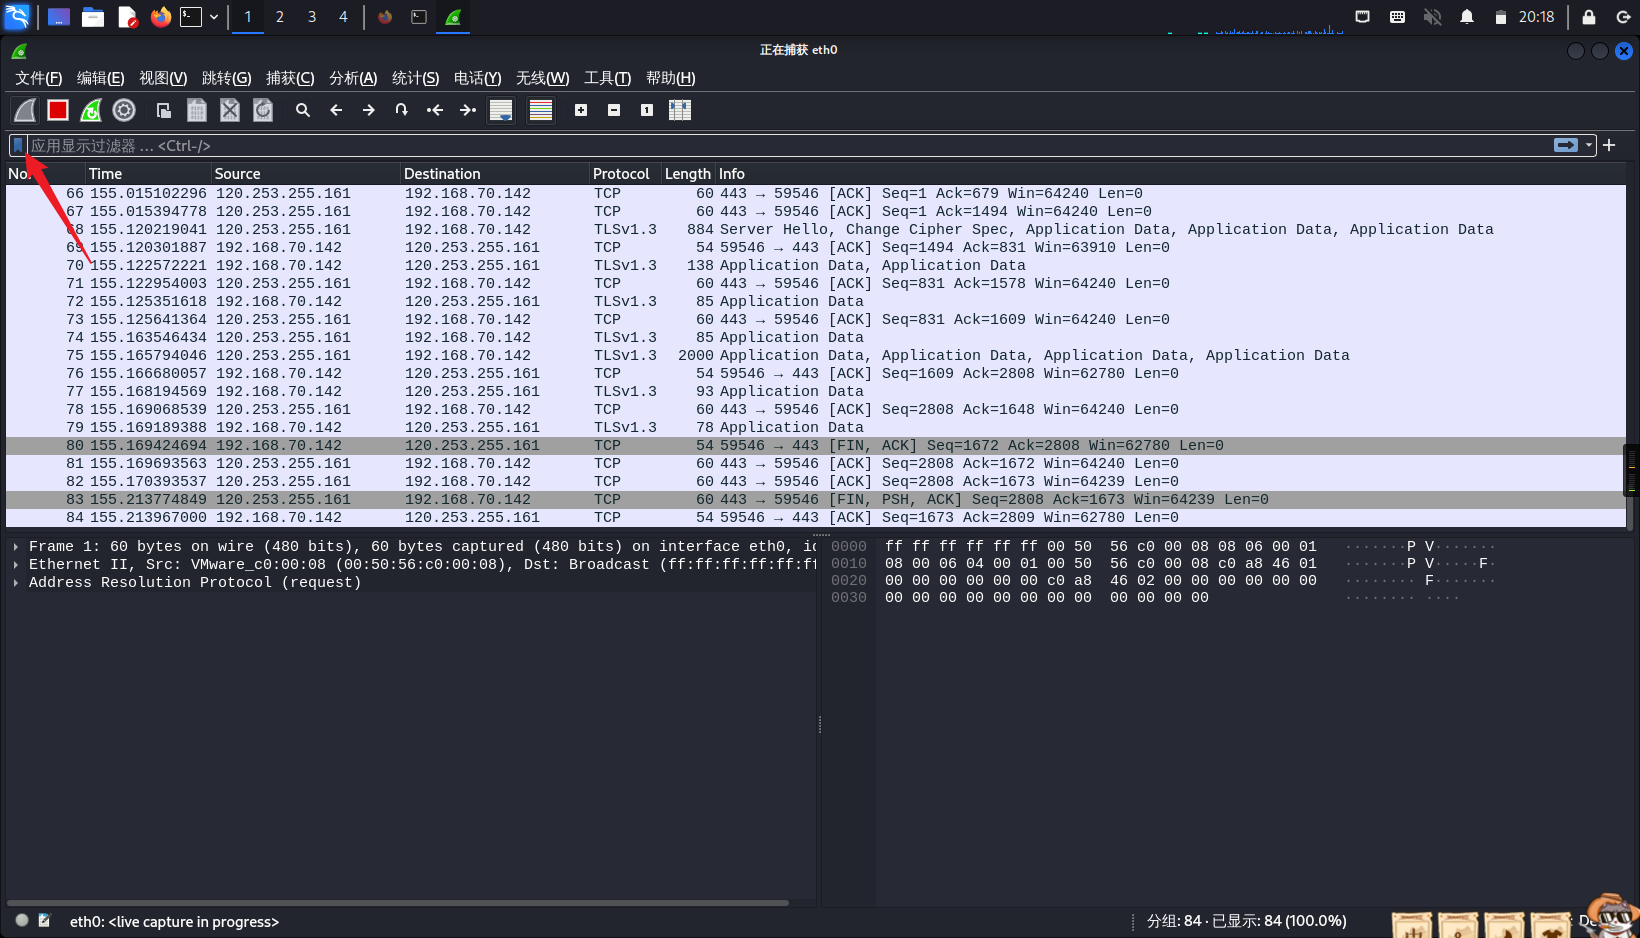 1 2 3 4 20:18
正在捕获 eth0
文件(F) 编辑(E) 视图(V) 跳转(G) 捕获(C) 分析(A) 统计(S) 电话(Y) 无线(W) 工具(T) 帮助(H)
应用显示过滤器 … <Ctrl-/>
No. Time Source Destination Protocol Length Info
66 155.015102296 120.253.255.161 192.168.70.142 TCP 60 443 → 59546 [ACK] Seq=1 Ack=679 Win=64240 Len=0
67 155.015394778 120.253.255.161 192.168.70.142 TCP 60 443 → 59546 [ACK] Seq=1 Ack=1494 Win=64240 Len=0
68 155.120219041 120.253.255.161 192.168.70.142 TLSv1.3 884 Server Hello, Change Cipher Spec, Application Data, Application Data, Application Data
69 155.120301887 192.168.70.142 120.253.255.161 TCP 54 59546 → 443 [ACK] Seq=1494 Ack=831 Win=63910 Len=0
70 155.122572221 192.168.70.142 120.253.255.161 TLSv1.3 138 Application Data, Application Data
71 155.122954003 120.253.255.161 192.168.70.142 TCP 60 443 → 59546 [ACK] Seq=831 Ack=1578 Win=64240 Len=0
72 155.125351618 192.168.70.142 120.253.255.161 TLSv1.3 85 Application Data
73 155.125641364 120.253.255.161 192.168.70.142 TCP 60 443 → 59546 [ACK] Seq=831 Ack=1609 Win=64240 Len=0
74 155.163546434 120.253.255.161 192.168.70.142 TLSv1.3 85 Application Data
75 155.165794046 120.253.255.161 192.168.70.142 TLSv1.3 2000 Application Data, Application Data, Application Data, Application Data
76 155.166680057 192.168.70.142 120.253.255.161 TCP 54 59546 → 443 [ACK] Seq=1609 Ack=2808 Win=62780 Len=0
77 155.168194569 192.168.70.142 120.253.255.161 TLSv1.3 93 Application Data
78 155.169068539 120.253.255.161 192.168.70.142 TCP 60 443 → 59546 [ACK] Seq=2808 Ack=1648 Win=64240 Len=0
79 155.169189388 192.168.70.142 120.253.255.161 TLSv1.3 78 Application Data
80 155.169424694 192.168.70.142 120.253.255.161 TCP 54 59546 → 443 [FIN, ACK] Seq=1672 Ack=2808 Win=62780 Len=0
81 155.169693563 120.253.255.161 192.168.70.142 TCP 60 443 → 59546 [ACK] Seq=2808 Ack=1672 Win=64240 Len=0
82 155.170393537 120.253.255.161 192.168.70.142 TCP 60 443 → 59546 [ACK] Seq=2808 Ack=1673 Win=64239 Len=0
83 155.213774849 120.253.255.161 192.168.70.142 TCP 60 443 → 59546 [FIN, PSH, ACK] Seq=2808 Ack=1673 Win=64239 Len=0
84 155.213967000 192.168.70.142 120.253.255.161 TCP 54 59546 → 443 [ACK] Seq=1673 Ack=2809 Win=62780 Len=0
Frame 1: 60 bytes on wire (480 bits), 60 bytes captured (480 bits) on interface eth0, 
Ethernet II, Src: VMware_c0:00:08 (00:50:56:c0:00:08), Dst: Broadcast (ff:ff:ff:ff:ff:ff
Address Resolution Protocol (request)
0000 ff ff ff ff ff ff 00 50 56 c0 00 08 08 06 00 01 ·······P V·······
0010 08 00 06 04 00 01 00 50 56 c0 00 08 c0 a8 46 01 ·······P V·····F·
0020 00 00 00 00 00 00 c0 a8 46 02 00 00 00 00 00 00 ········ F·······
0030 00 00 00 00 00 00 00 00 00 00 00 00 ········ ····
eth0: <live capture in progress> 分组: 84 · 已显示: 84 (100.0%)